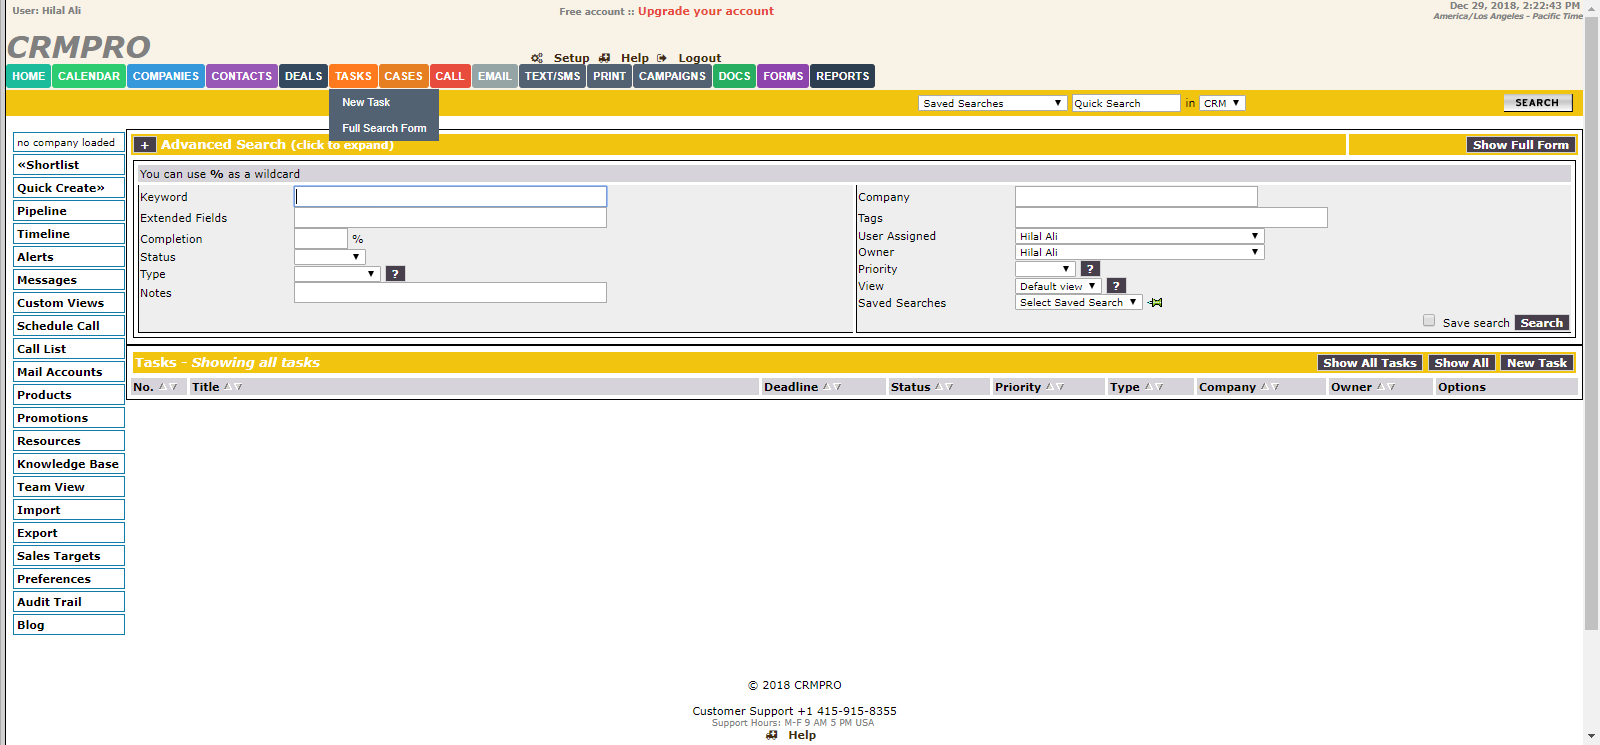 User: Hilal Ali
Free account :: Upgrade your account
Dec 29, 2018, 2:22:43 PM
America/Los Angeles - Pacific Time
CRMPRO
Setup Help Logout
HOME CALENDAR COMPANIES CONTACTS DEALS TASKS CASES CALL EMAIL TEXT/SMS PRINT CAMPAIGNS DOCS FORMS REPORTS
New Task
Full Search Form
Saved Searches Quick Search in CRM SEARCH
no company loaded
«Shortlist
Quick Create»
Pipeline
Timeline
Alerts
Messages
Custom Views
Schedule Call
Call List
Mail Accounts
Products
Promotions
Resources
Knowledge Base
Team View
Import
Export
Sales Targets
Preferences
Audit Trail
Blog
+ Advanced Search (click to expand) Show Full Form
You can use % as a wildcard
Keyword
Extended Fields
Completion %
Status
Type ?
Notes
Company
Tags
User Assigned Hilal Ali
Owner Hilal Ali
Priority ?
View Default view ?
Saved Searches Select Saved Search
Save search Search
Tasks - Showing all tasks Show All Tasks Show All New Task
No. Title Deadline Status Priority Type Company Owner Options
© 2018 CRMPRO
Customer Support +1 415-915-8355
Support Hours: M-F 9 AM 5 PM USA
Help